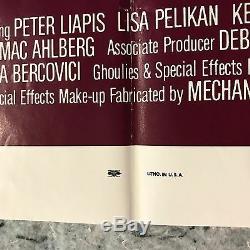 ng PETER LIAPIS LISA PELIKAN KE
MAC AHLBERG Associate Producer DEB
A BERCOVICI Ghoulies & Special Effects
cial Effects Make-up Fabricated by MECHAN
LITHO. IN U. S. A.